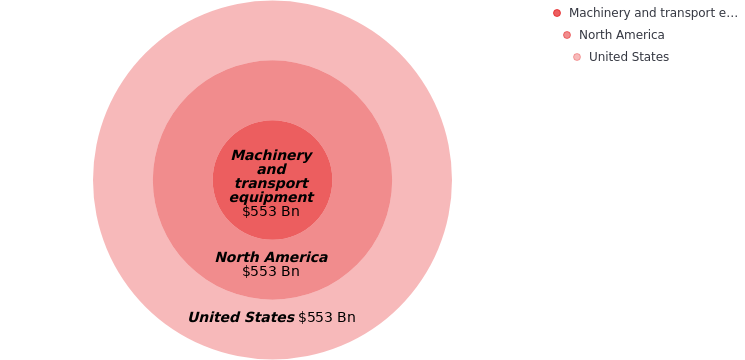 Machinery
and
transport
equipment
$553 Bn
North America
$553 Bn
United States $553 Bn
Machinery and transport e...
North America
United States